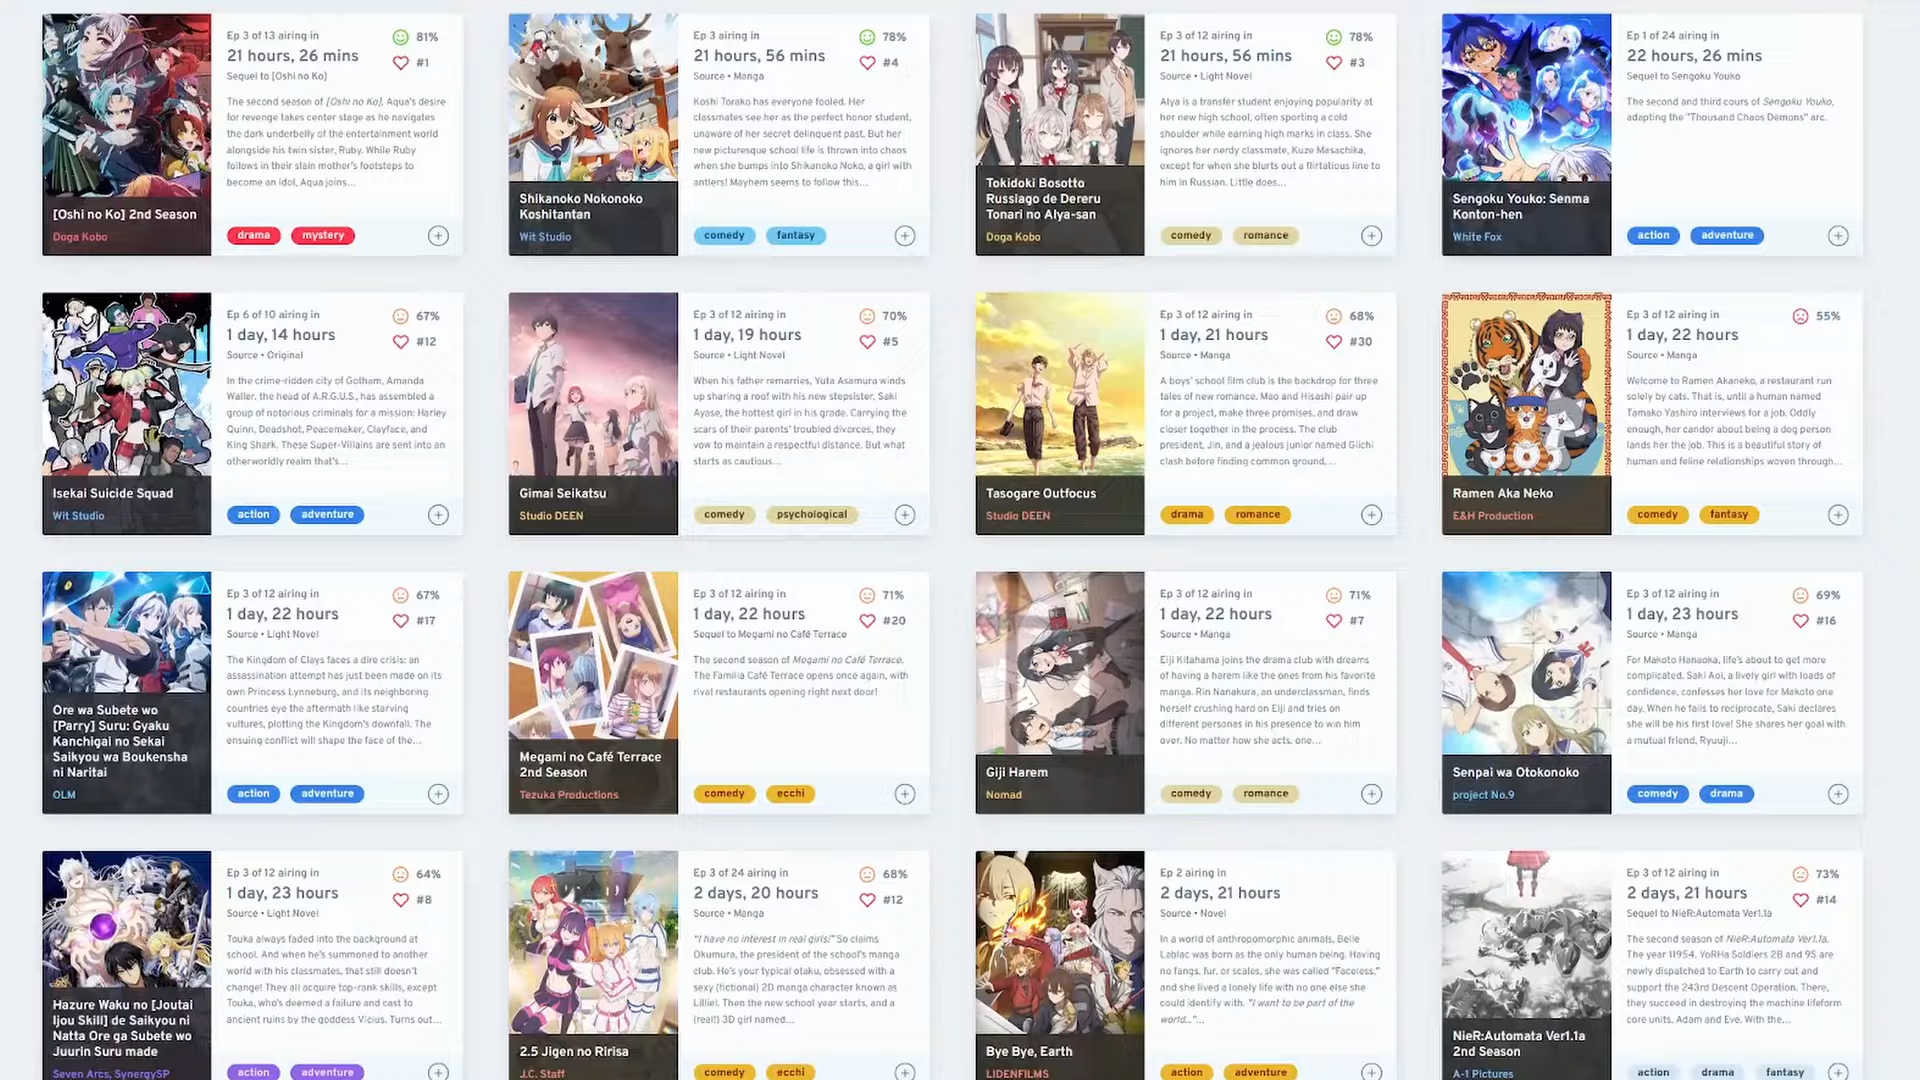 Ep 3 of 13 airing in
21 hours, 26 mins
Sequel to [Oshi no Ko]
81%
#1
The second season of [Oshi no Ko]. Aqua's desire
for revenge takes center stage as he navigates
the dark underbelly of the entertainment world
alongside his twin sister, Ruby. While Ruby
follows in their slain mother's footsteps to
become an idol, Aqua joins...
[Oshi no Ko] 2nd Season
Doga Kobo
drama
mystery
Ep 3 airing in
21 hours, 56 mins
Source • Manga
78%
#4
Koshi Torako has everyone fooled. Her
classmates see her as the perfect honor student,
unaware of her secret delinquent past. But her
new picturesque school life is thrown into chaos
when she bumps into Shikanoko Noko, a girl with
antlers! Mayhem seems to follow this...
Shikanoko Nokonoko
Koshitantan
Wit Studio
comedy
fantasy
Ep 3 of 12 airing in
21 hours, 56 mins
Source • Light Novel
78%
#3
Alya is a transfer student enjoying popularity at
her new high school, often sporting a cold
shoulder while earning high marks in class. She
ignores her nerdy classmate, Kuze Masachika,
except for when she blurts out a flirtatious line to
him in Russian. Little does...
Tokidoki Bosotto
Russiago de Dereru
Tonari no Alya-san
Doga Kobo
comedy
romance
Ep 1 of 24 airing in
22 hours, 26 mins
Sequel to Sengoku Youko
The second and third cours of Sengoku Youko,
adapting the "Thousand Chaos Demons" arc.
Sengoku Youko: Senma
Konton-hen
White Fox
action
adventure
Ep 6 of 10 airing in
1 day, 14 hours
Source • Original
67%
#12
In the crime-ridden city of Gotham, Amanda
Waller, the head of A.R.G.U.S., has assembled a
group of notorious criminals for a mission: Harley
Quinn, Deadshot, Peacemaker, Clayface, and
King Shark. These Super-Villains are sent into an
otherworldly realm that's...
Isekai Suicide Squad
Wit Studio
action
adventure
Ep 3 of 12 airing in
1 day, 19 hours
Source • Light Novel
70%
#5
When his father remarries, Yuta Asamura winds
up sharing a roof with his new stepsister, Saki
Ayase, the hottest girl in his grade. Carrying the
scars of their parents' troubled divorces, they
vow to maintain a respectful distance. But what
starts as cautious...
Gimai Seikatsu
Studio DEEN
comedy
psychological
Ep 3 of 12 airing in
1 day, 21 hours
Source • Manga
68%
#30
A boys' school film club is the backdrop for three
tales of new romance. Mao and Hisashi pair up
for a project, make three promises, and draw
closer together in the process. The club
president, Jin, and a jealous junior named Giichi
clash before finding common ground,...
Tasogare Outfocus
Studio DEEN
drama
romance
Ep 3 of 12 airing in
1 day, 22 hours
Source • Manga
55%
Welcome to Ramen Akaneko, a restaurant run
solely by cats. That is, until a human named
Tamako Yashiro interviews for a job. Oddly
enough, her candor about being a dog person
lands her the job. This is a beautiful story of
human and feline relationships woven through...
Ramen Aka Neko
E&H Production
comedy
fantasy
Ep 3 of 12 airing in
1 day, 22 hours
Source • Light Novel
67%
#17
The Kingdom of Clays faces a dire crisis: an
assassination attempt has just been made on its
own Princess Lynneburg, and its neighboring
countries eye the aftermath like starving
vultures, plotting the Kingdom's downfall. The
ensuing conflict will shape the face of the...
Ore wa Subete wo
[Parry] Suru: Gyaku
Kanchigai no Sekai
Saikyou wa Boukensha
ni Naritai
OLM
action
adventure
Ep 3 of 12 airing in
1 day, 22 hours
Sequel to Megami no Café Terrace
71%
#20
The second season of Megami no Café Terrace.
The Familia Café Terrace opens once again, with
rival restaurants opening right next door!
Megami no Café Terrace
2nd Season
Tezuka Productions
comedy
ecchi
Ep 3 of 12 airing in
1 day, 22 hours
Source • Manga
71%
#7
Eiji Kitahama joins the drama club with dreams
of having a harem like the ones from his favorite
manga. Rin Nanakura, an underclassman, finds
herself crushing hard on Eiji and tries on
different personas in his presence to win him
over. No matter how she acts, one...
Giji Harem
Nomad
comedy
romance
Ep 3 of 12 airing in
1 day, 23 hours
Source • Manga
69%
#16
For Makoto Hanaoka, life's about to get more
complicated. Saki Aoi, a lively girl with loads of
confidence, confesses her love for Makoto one
day. When he fails to reciprocate, Saki declares
she will be his first love! She shares her goal with
a mutual friend, Ryuuji...
Senpai wa Otokonoko
project No.9
comedy
drama
Ep 3 of 12 airing in
1 day, 23 hours
Source • Light Novel
64%
#8
Touka always faded into the background at
school. And when he's summoned to another
world with his classmates, that still doesn't
change! They all acquire top-rank skills, except
Touka, who's deemed a failure and cast to
ancient ruins by the goddess Vicius. Turns out...
Hazure Waku no [Joutai
Ijou Skill] de Saikyou ni
Natta Ore ga Subete wo
Juurin Suru made
Seven Arcs, SynergySP
action
adventure
Ep 3 of 24 airing in
2 days, 20 hours
Source • Manga
68%
#12
"I have no interest in real girls!" So claims
Okumura, the president of the school's manga
club. He's your typical otaku, obsessed with a
sexy (fictional) 2D manga character known as
Lilliel. Then the new school year starts, and a
(real!) 3D girl named...
2.5 Jigen no Ririsa
J.C. Staff
comedy
ecchi
Ep 2 airing in
2 days, 21 hours
Source • Novel
In a world of anthropomorphic animals, Belle
Lablac was born as the only human being. Having
no fangs, fur, or scales, she was called "Faceless,"
and she lived a lonely life with no one else she
could identify with. "I want to be part of the
world..."...
Bye Bye, Earth
LIDENFILMS
action
adventure
Ep 3 of 12 airing in
2 days, 21 hours
Sequel to NieR:Automata Ver1.1a
73%
#14
The second season of NieR:Automata Ver1.1a.
The year 11954. YoRHa Soldiers 2B and 9S are
newly dispatched to Earth to carry out and
support the 243rd Descent Operation. There,
they succeed in destroying the machine lifeform
core units, Adam and Eve. With the...
NieR:Automata Ver1.1a
2nd Season
A-1 Pictures
action
drama
fantasy